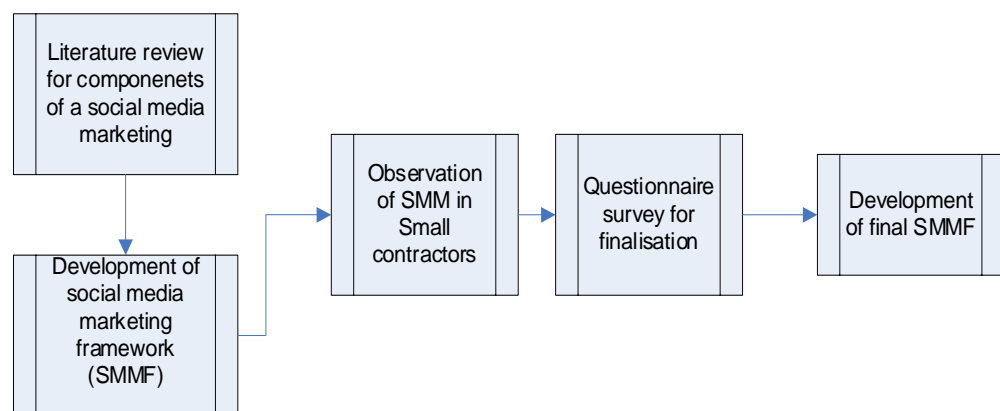 Literature review
for componenets
of a social media
marketing
Development of
social media
marketing
framework
(SMMF)
Observation
of SMM in
Small
contractors
Questionnaire
survey for
finalisation
Development
of final SMMF